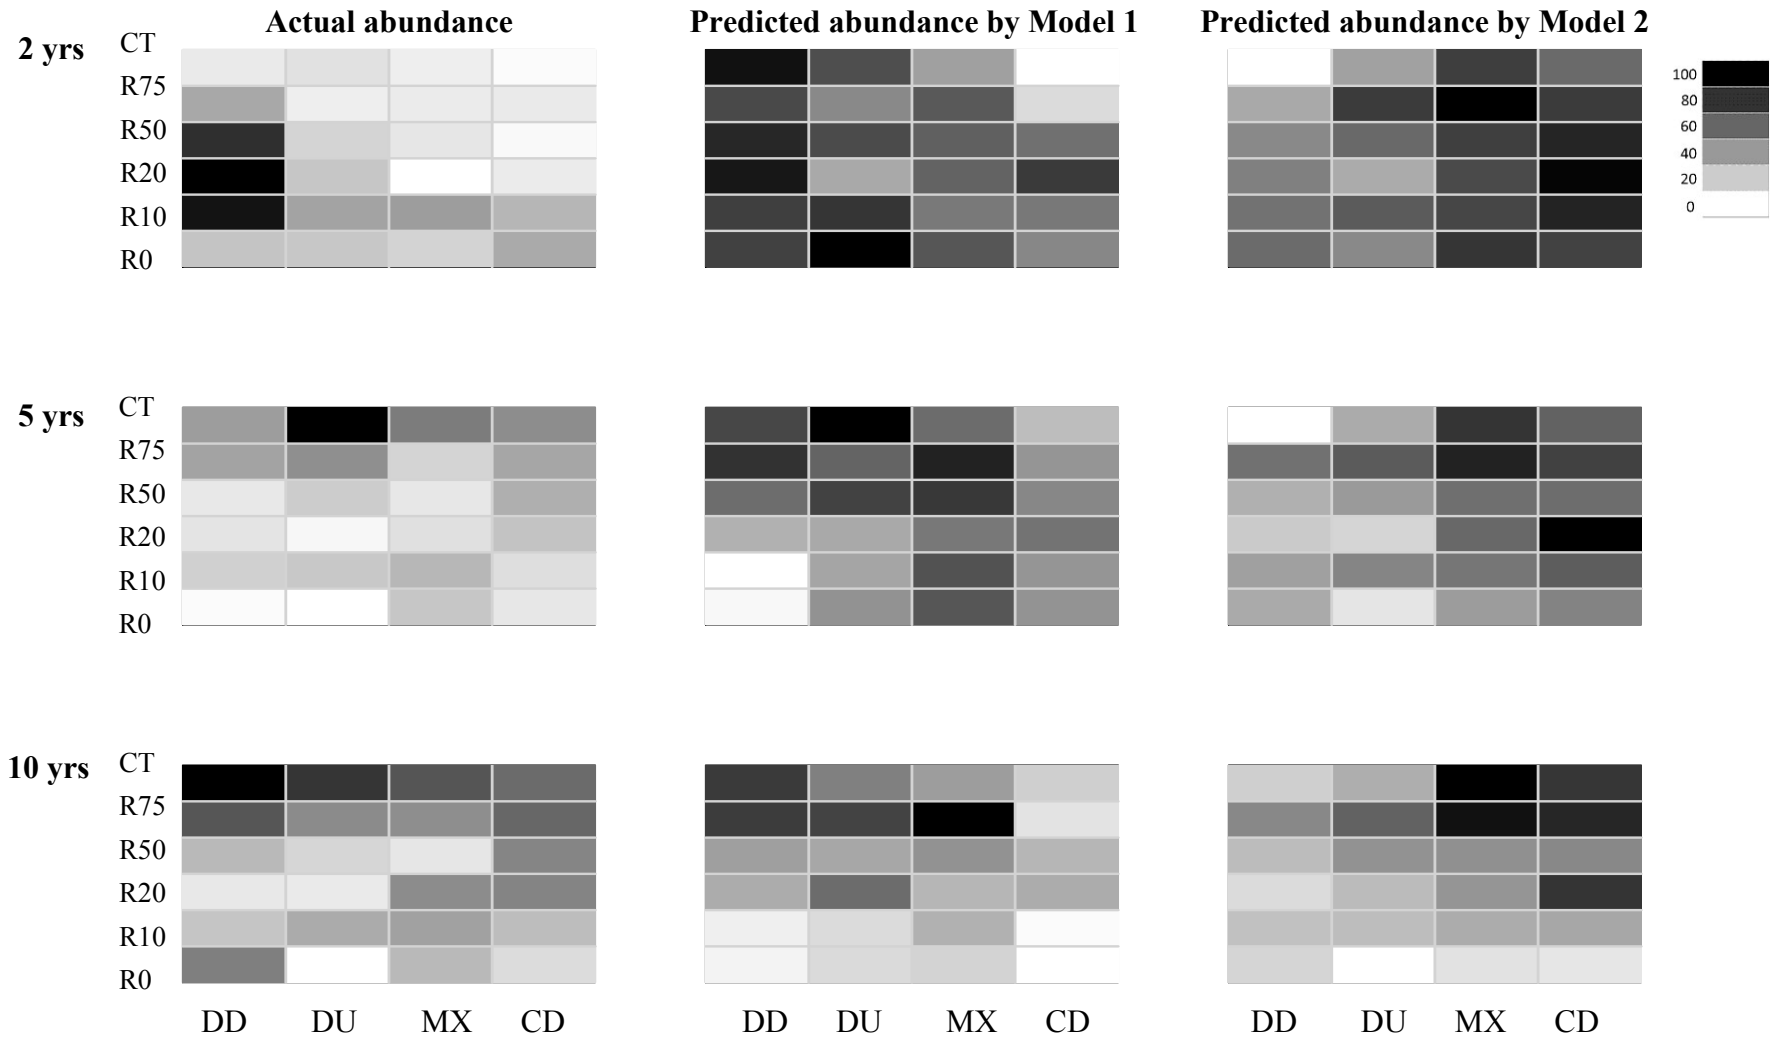 Actual abundance
Predicted abundance by Model 1
Predicted abundance by Model 2
2 yrs
CT
R75
R50
R20
R10
R0
100
80
60
40
20
0
5 yrs
CT
R75
R50
R20
R10
R0
10 yrs
CT
R75
R50
R20
R10
R0
DD DU MX CD
DD DU MX CD
DD DU MX CD